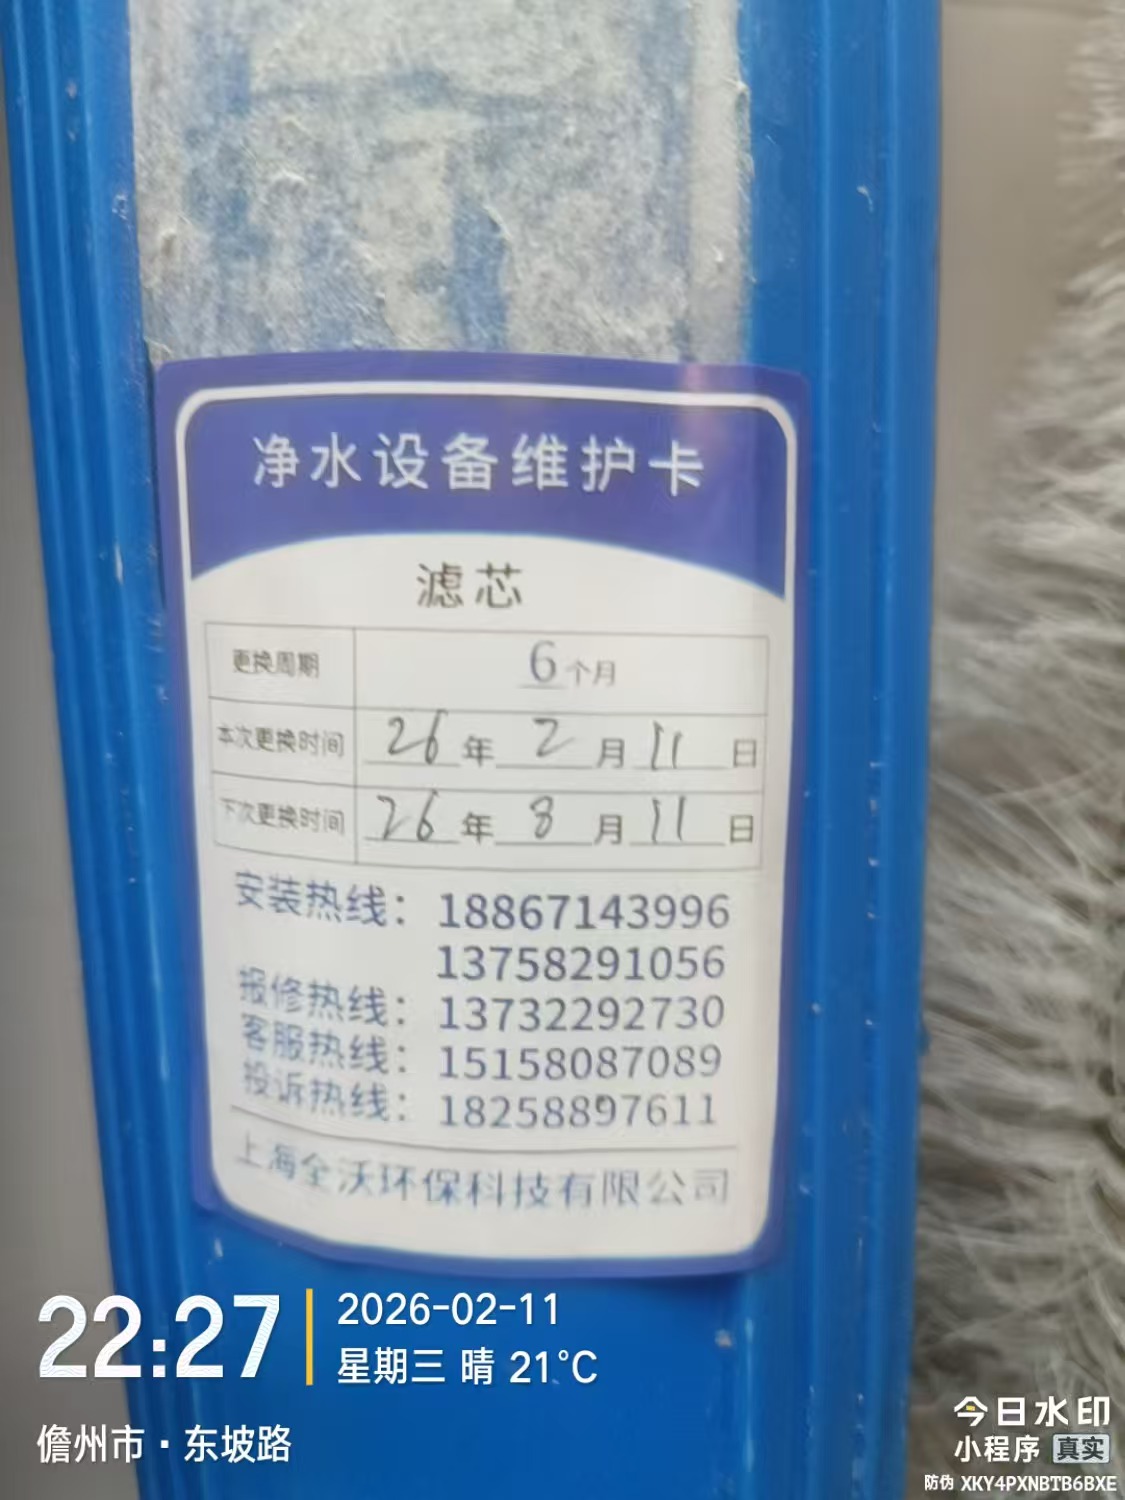 净水设备维护卡
滤芯
更换周期 6个月
本次更换时间 26年2月11日
下次更换时间 26年8月11日
安装热线：18867143996
13758291056
报修热线：13732292730
客服热线：15158087089
投诉热线：18258897611
上海全沃环保科技有限公司
22:27
2026-02-11
星期三 晴 21°C
儋州市·东坡路
今日水印
小程序 真实
防伪 XKY4PXNBTB6BXE